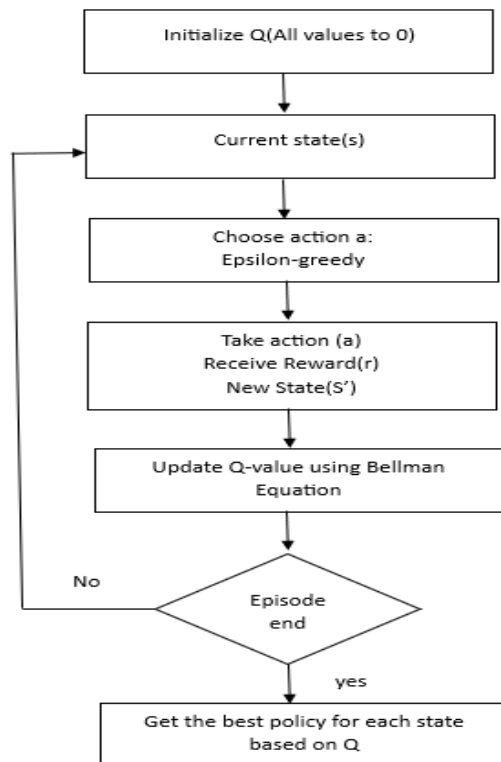 Initialize Q(All values to 0)
Current state(s)
Choose action a:
Epsilon-greedy
Take action (a)
Receive Reward(r)
New State(S’)
Update Q-value using Bellman
Equation
No
Episode
end
yes
Get the best policy for each state
based on Q